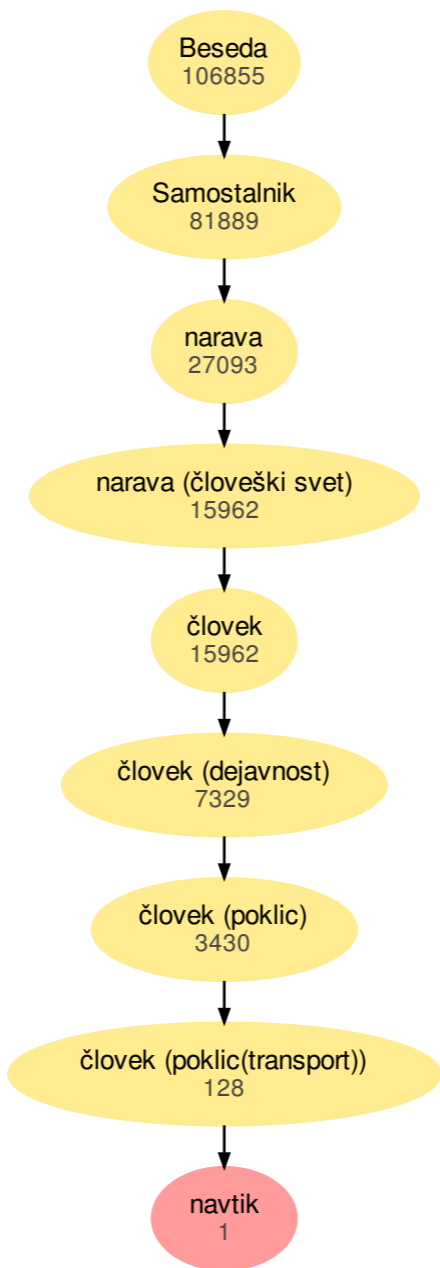 Beseda
106855
Samostalnik
81889
narava
27093
narava (človeški svet)
15962
človek
15962
človek (dejavnost)
7329
človek (poklic)
3430
človek (poklic(transport))
128
navtik
1